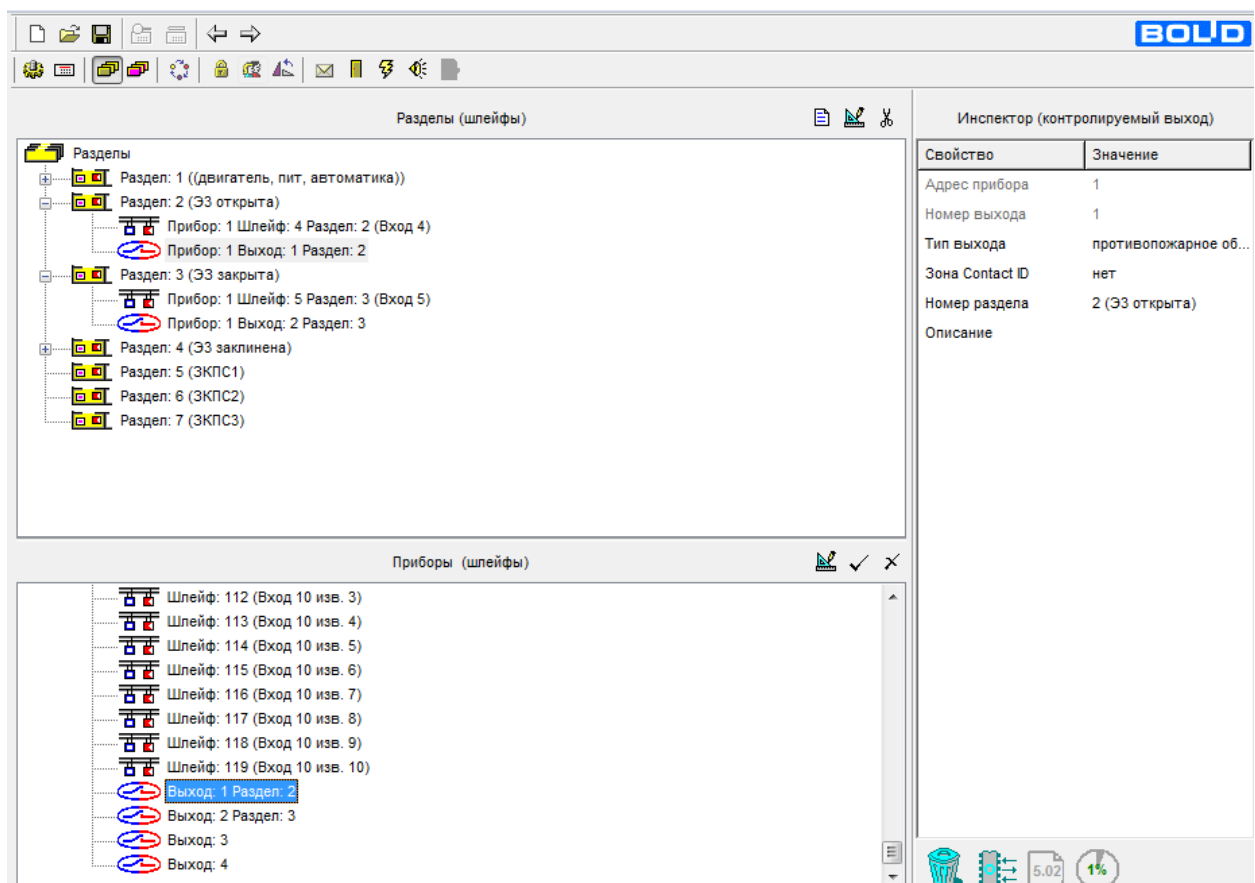 BOLID
Разделы (шлейфы)
Разделы
Раздел: 1 ((двигатель, пит, автоматика))
Раздел: 2 (ЭЗ открыта)
Прибор: 1 Шлейф: 4 Раздел: 2 (Вход 4)
Прибор: 1 Выход: 1 Раздел: 2
Раздел: 3 (ЭЗ закрыта)
Прибор: 1 Шлейф: 5 Раздел: 3 (Вход 5)
Прибор: 1 Выход: 2 Раздел: 3
Раздел: 4 (ЭЗ заклинена)
Раздел: 5 (ЗКПС1)
Раздел: 6 (ЗКПС2)
Раздел: 7 (ЗКПС3)
Приборы (шлейфы)
Шлейф: 112 (Вход 10 изв. 3)
Шлейф: 113 (Вход 10 изв. 4)
Шлейф: 114 (Вход 10 изв. 5)
Шлейф: 115 (Вход 10 изв. 6)
Шлейф: 116 (Вход 10 изв. 7)
Шлейф: 117 (Вход 10 изв. 8)
Шлейф: 118 (Вход 10 изв. 9)
Шлейф: 119 (Вход 10 изв. 10)
Выход: 1 Раздел: 2
Выход: 2 Раздел: 3
Выход: 3
Выход: 4
Инспектор (контролируемый выход)
Свойство Значение
Адрес прибора 1
Номер выхода 1
Тип выхода противопожарное об...
Зона Contact ID нет
Номер раздела 2 (ЭЗ открыта)
Описание
5.02 1%